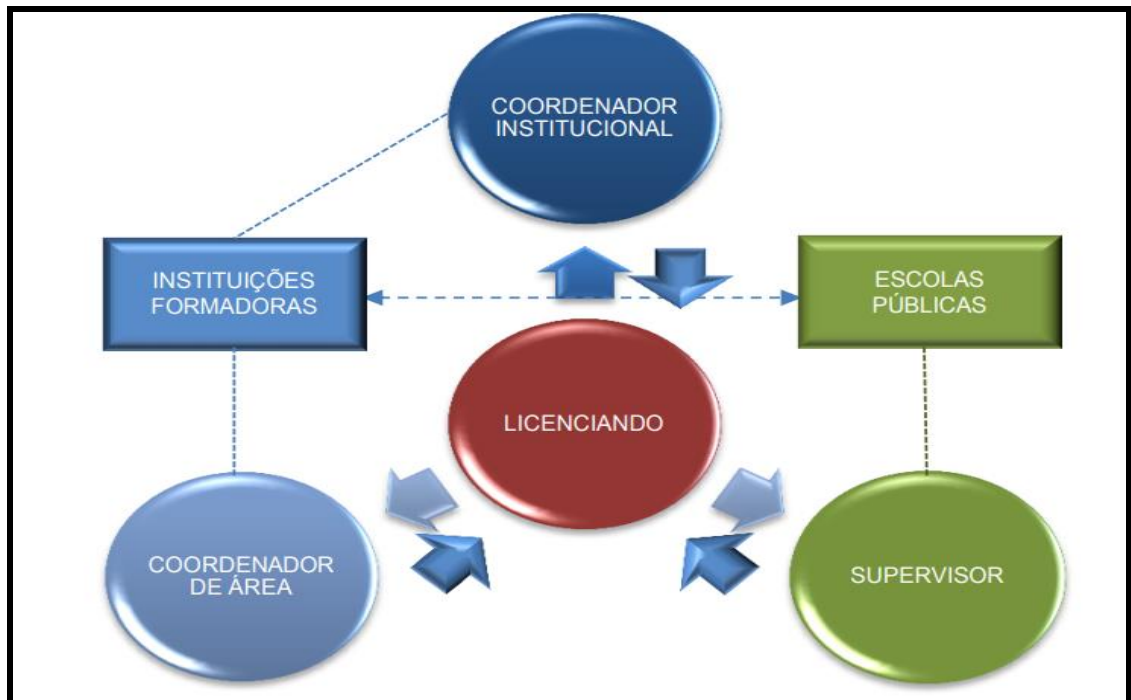 COORDENADOR
INSTITUCIONAL
INSTITUIÇÕES
FORMADORAS
ESCOLAS
PÚBLICAS
LICENCIANDO
COORDENADOR
DE ÁREA
SUPERVISOR